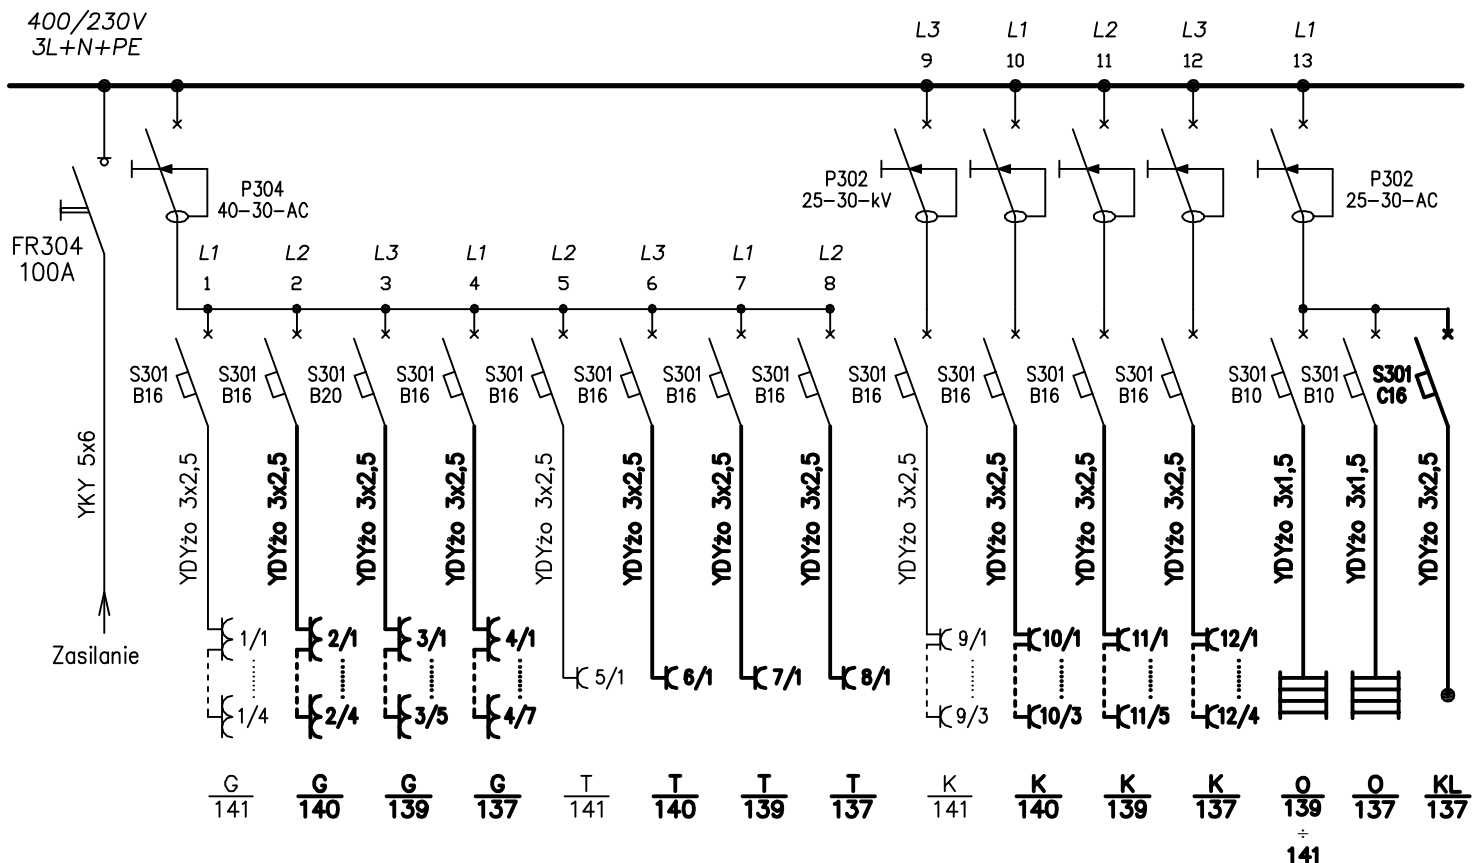 400/230V
3L+N+PE
L3 L1 L2 L3 L1
9 10 11 12 13
P304
40-30-AC
P302
25-30-kV
P302
25-30-AC
FR304
100A
L1 L2 L3 L1 L2 L3 L1 L2
1 2 3 4 5 6 7 8
S301 S301 S301 S301 S301 S301 S301 S301 S301 S301 S301 S301 S301 S301 S301
B16 B16 B20 B16 B16 B16 B16 B16 B16 B16 B16 B16 B10 B10 C16
YKY 5x6
YDYżo 3x2,5
YDYżo 3x2,5
YDYżo 3x2,5
YDYżo 3x2,5
YDYżo 3x2,5
YDYżo 3x2,5
YDYżo 3x2,5
YDYżo 3x2,5
YDYżo 3x2,5
YDYżo 3x2,5
YDYżo 3x2,5
YDYżo 3x2,5
YDYżo 3x1,5
YDYżo 3x1,5
YDYżo 3x2,5
Zasilanie
1/1 2/1 3/1 4/1 9/1 10/1 11/1 12/1
5/1 6/1 7/1 8/1
1/4 2/4 3/5 4/7 9/3 10/3 11/5 12/4
G G G G T T T T K K K K O O KL
141 140 139 137 141 140 139 137 141 140 139 137 139 137 137
÷
141